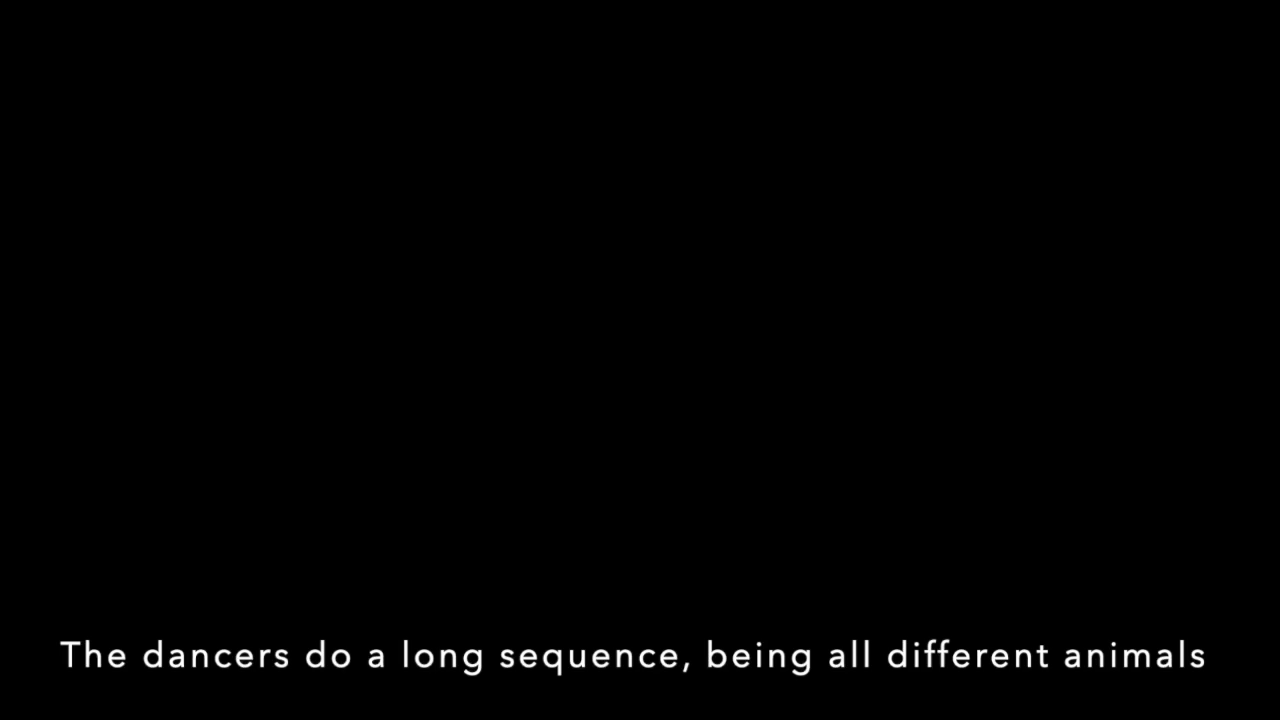 The dancers do a long sequence, being all different animals